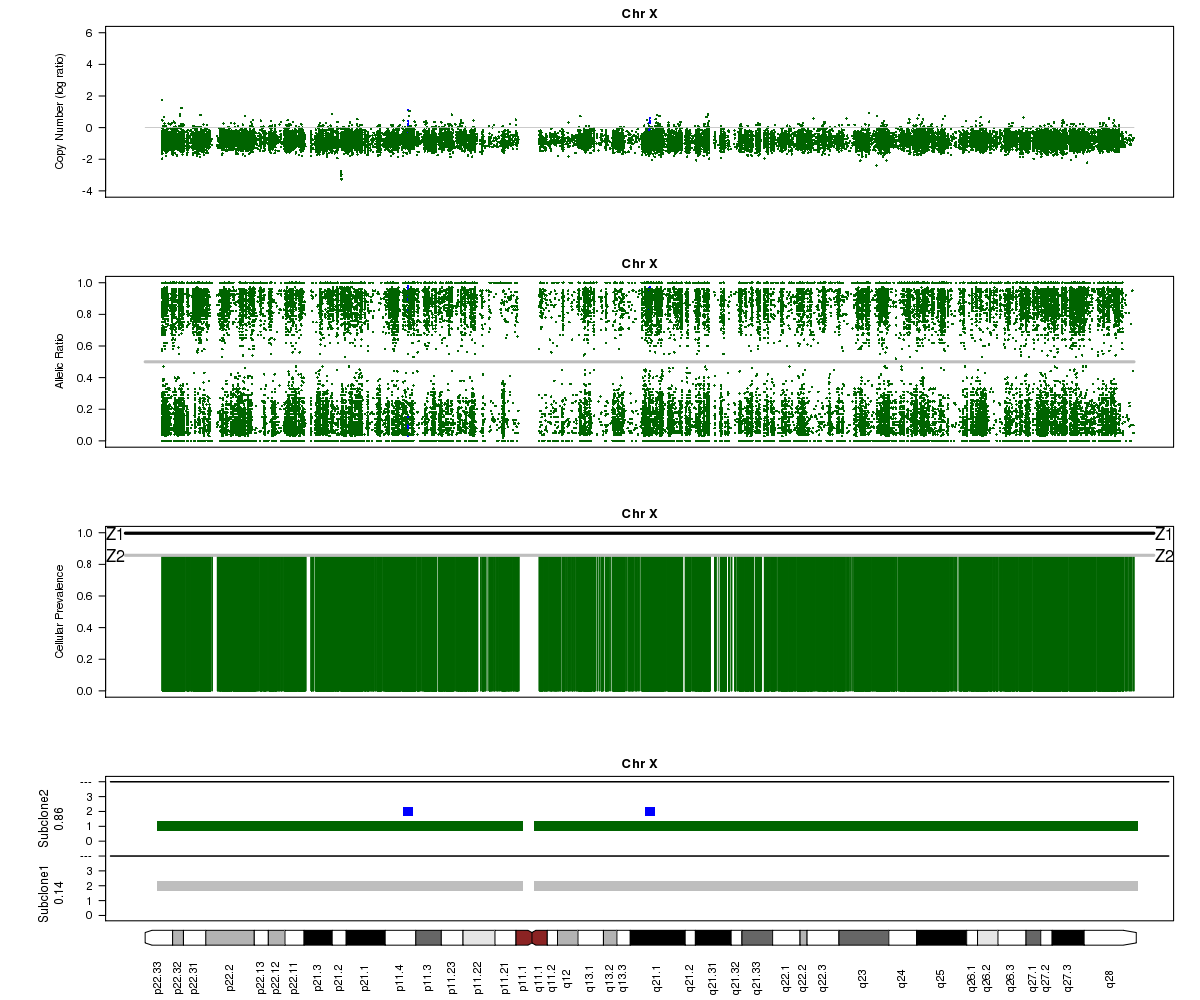 Chr X
Copy Number (log ratio)
6
4
2
0
-2
-4
Chr X
Allelic Ratio
1.0
0.8
0.6
0.4
0.2
0.0
Chr X
Cellular Prevalence
1.0
0.8
0.6
0.4
0.2
0.0
Z1 Z1
Z2 Z2
Chr X
Subclone2
0.86
---
3
2
1
0
Subclone1
0.14
---
3
2
1
0
p22.33 p22.32 p22.31 p22.2 p22.13 p22.12 p22.11 p21.3 p21.2 p21.1 p11.4 p11.3 p11.23 p11.22 p11.21 p11.1 q11.1 q11.2 q12 q13.1 q13.2 q13.3 q21.1 q21.2 q21.31 q21.32 q21.33 q22.1 q22.2 q22.3 q23 q24 q25 q26.1 q26.2 q26.3 q27.1 q27.2 q27.3 q28